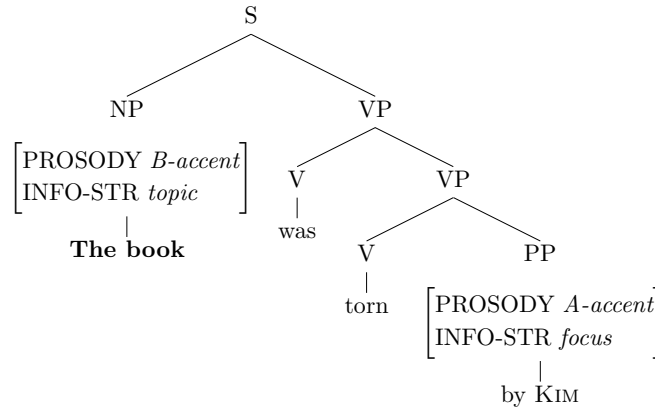 S
NP VP
PROSODY B-accent
INFO-STR topic
V VP
was
The book
V PP
torn
PROSODY A-accent
INFO-STR focus
by KIM